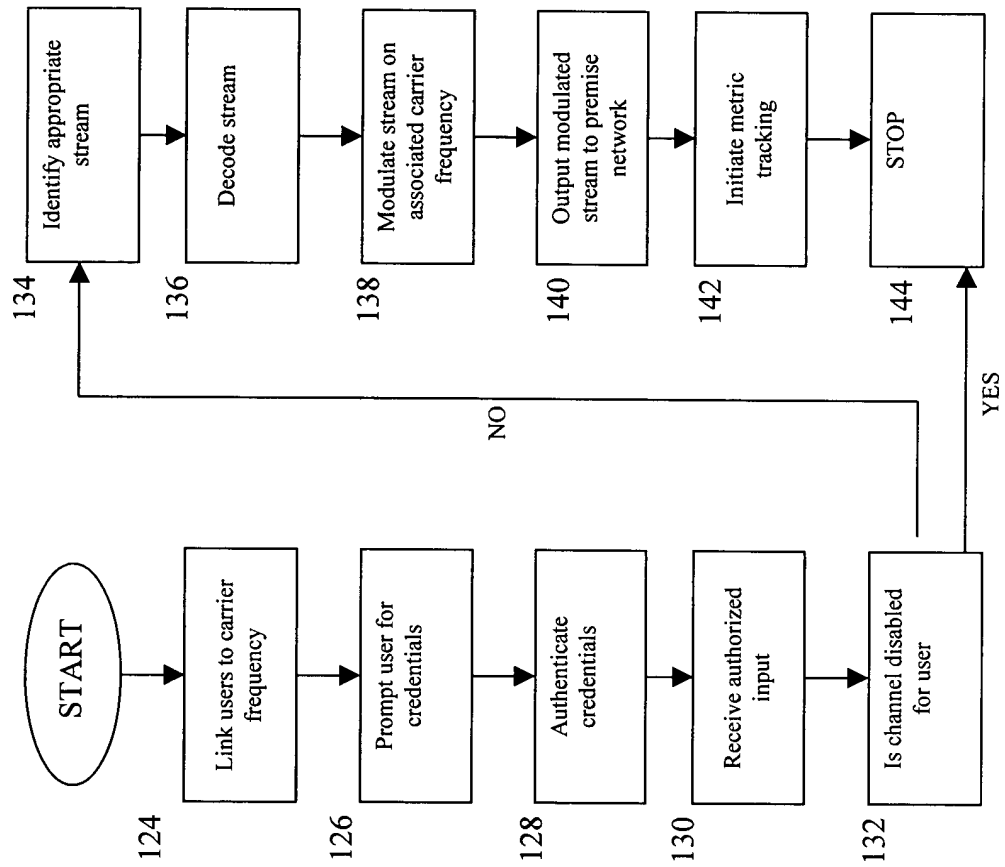 START
124
Link users to carrier
frequency
126
Prompt user for
credentials
128
Authenticate
credentials
130
Receive authorized
input
132
Is channel disabled
for user
NO
YES
134
Identify appropriate
stream
136
Decode stream
138
Modulate stream on
associated carrier
frequency
140
Output modulated
stream to premise
network
142
Initiate metric
tracking
144
STOP